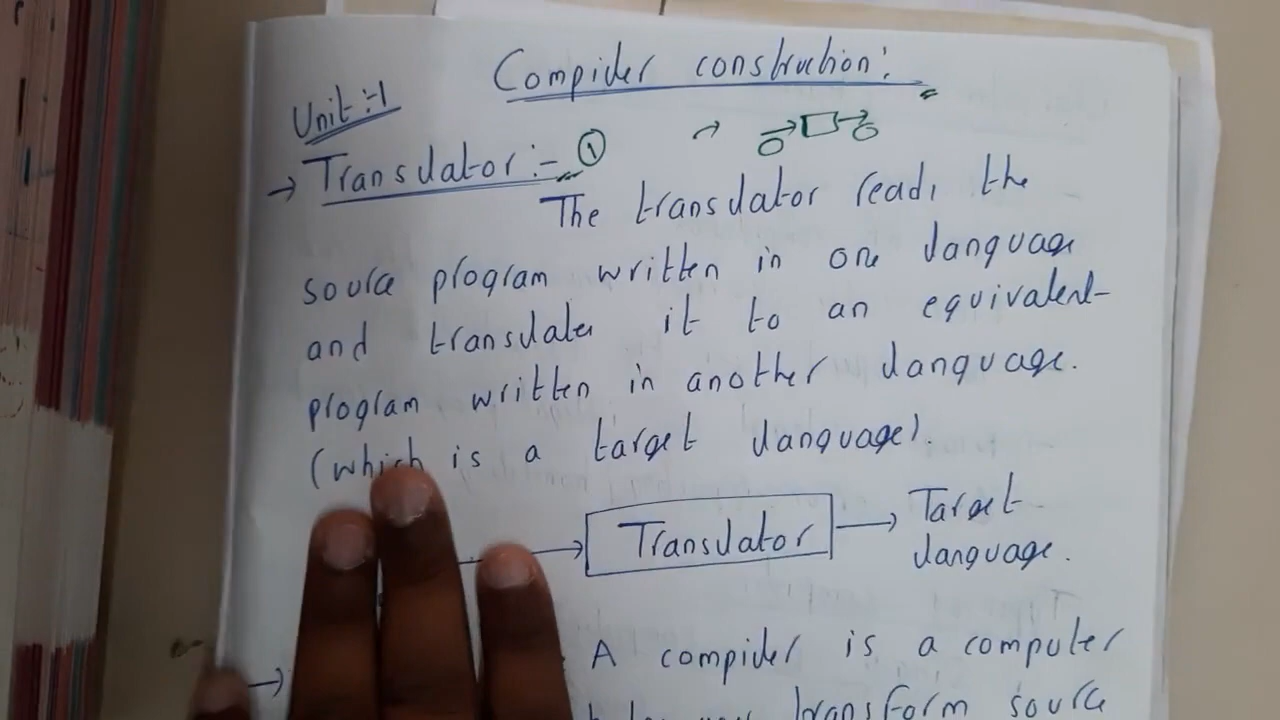 Compiler construction:
Unit:-1
→ Translator:- ①
The translator reads the
source program written in one language
and translates it to an equivalent
program written in another language.
(which is a target language).
Translator → Target
language.
A compiler is a computer
transform source